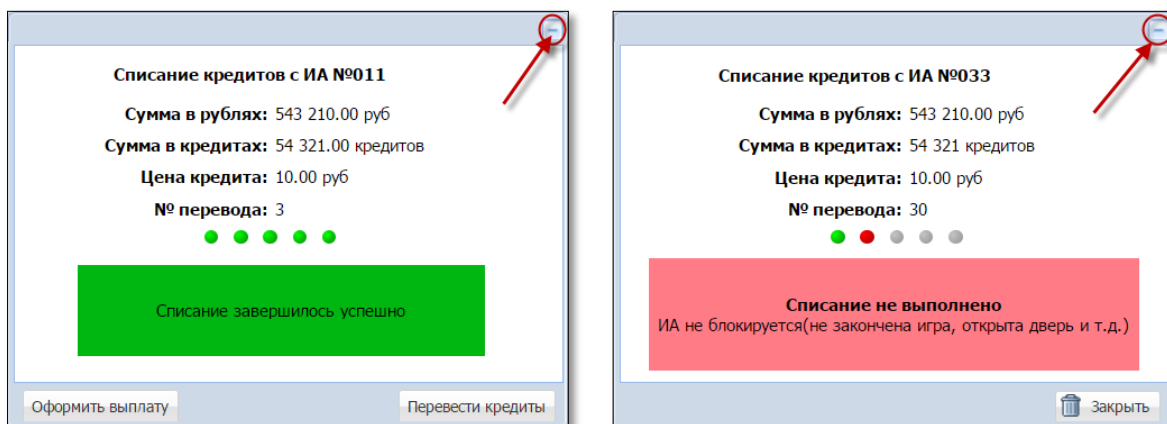 Списание кредитов с ИА №011
Сумма в рублях: 543 210.00 руб
Сумма в кредитах: 54 321.00 кредитов
Цена кредита: 10.00 руб
№ перевода: 3
Списание завершилось успешно
Оформить выплату
Перевести кредиты
Списание кредитов с ИА №033
Сумма в рублях: 543 210.00 руб
Сумма в кредитах: 54 321 кредитов
Цена кредита: 10.00 руб
№ перевода: 30
Списание не выполнено
ИА не блокируется(не закончена игра, открыта дверь и т.д.)
Закрыть